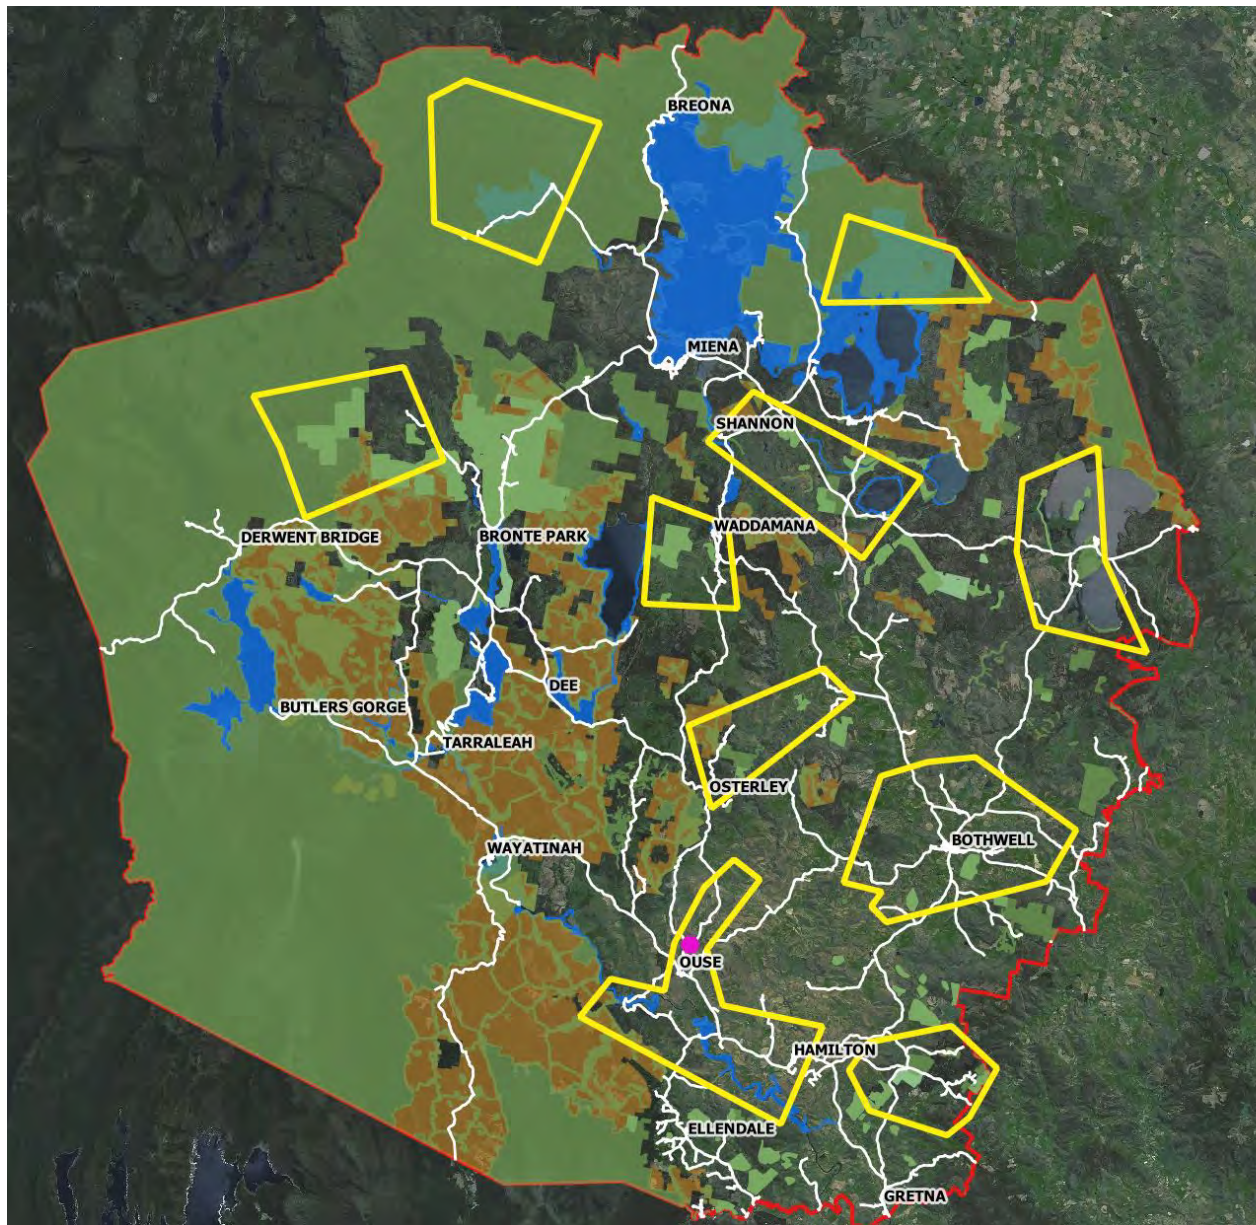 BREONA
MIENA
SHANNON
WADDAMANA
DERWENT BRIDGE
BRONTE PARK
DEE
BUTLERS GORGE
TARRALEAH
OSTERLEY
WAYATINAH
BOTHWELL
OUSE
HAMILTON
ELLENDALE
GRETNA